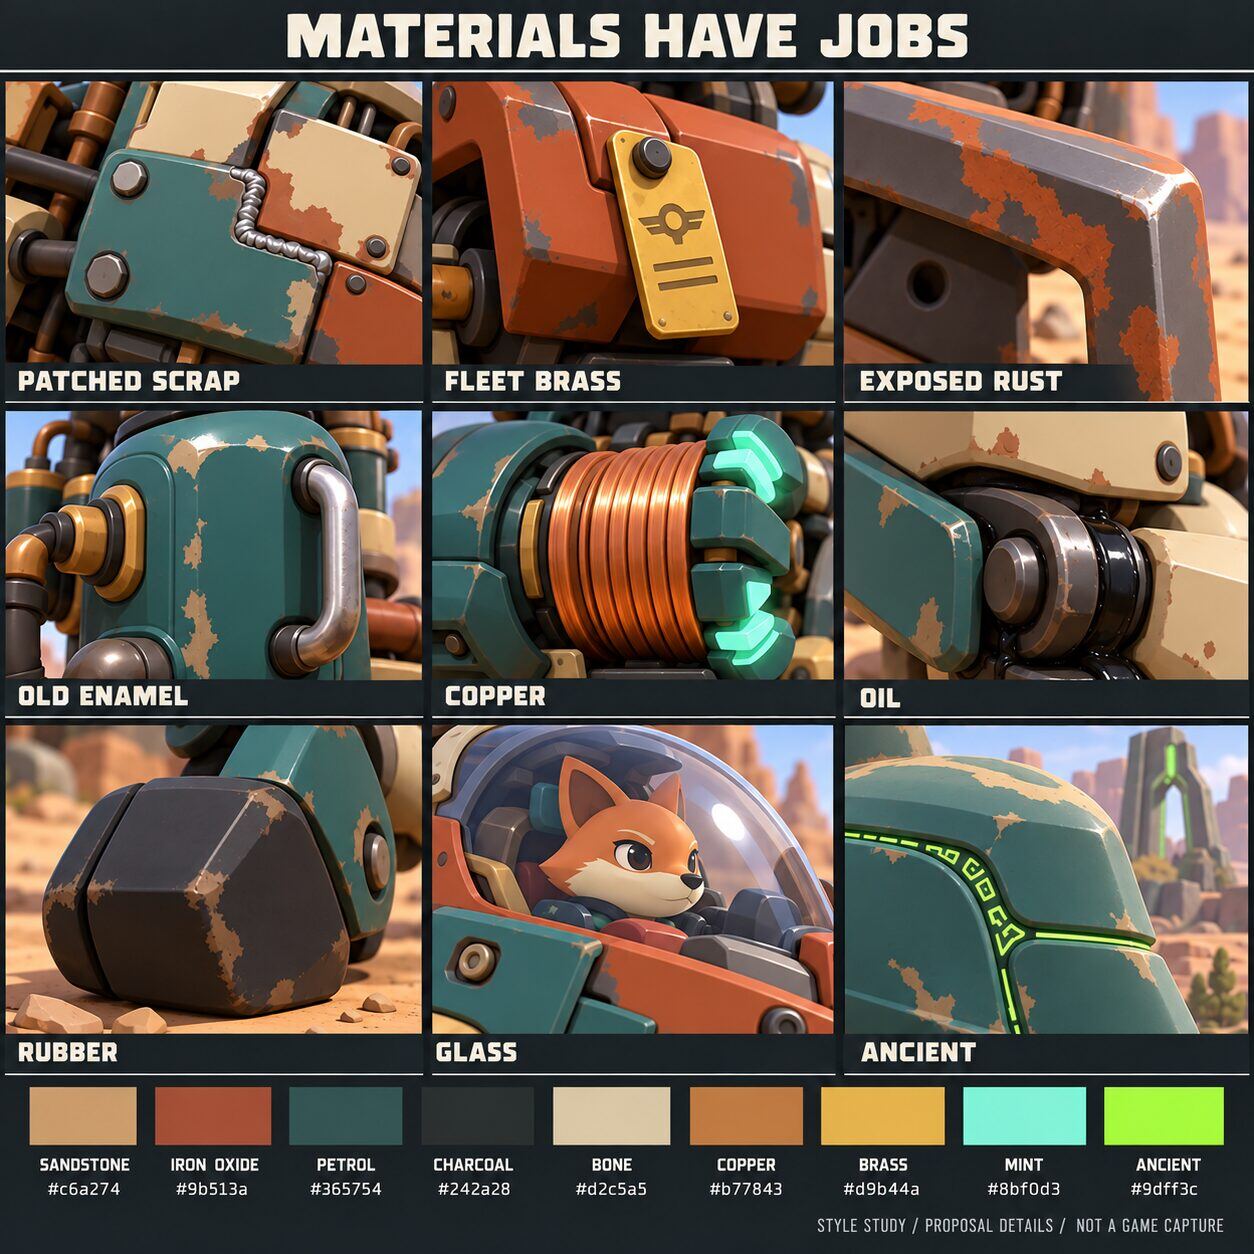 MATERIALS HAVE JOBS
PATCHED SCRAP
FLEET BRASS
EXPOSED RUST
OLD ENAMEL
COPPER
OIL
RUBBER
GLASS
ANCIENT
SANDSTONE
#c6a274
IRON OXIDE
#9b513a
PETROL
#365754
CHARCOAL
#242a28
BONE
#d2c5a5
COPPER
#b77843
BRASS
#d9b44a
MINT
#8bf0d3
ANCIENT
#9dff3c
STYLE STUDY / PROPOSAL DETAILS / NOT A GAME CAPTURE